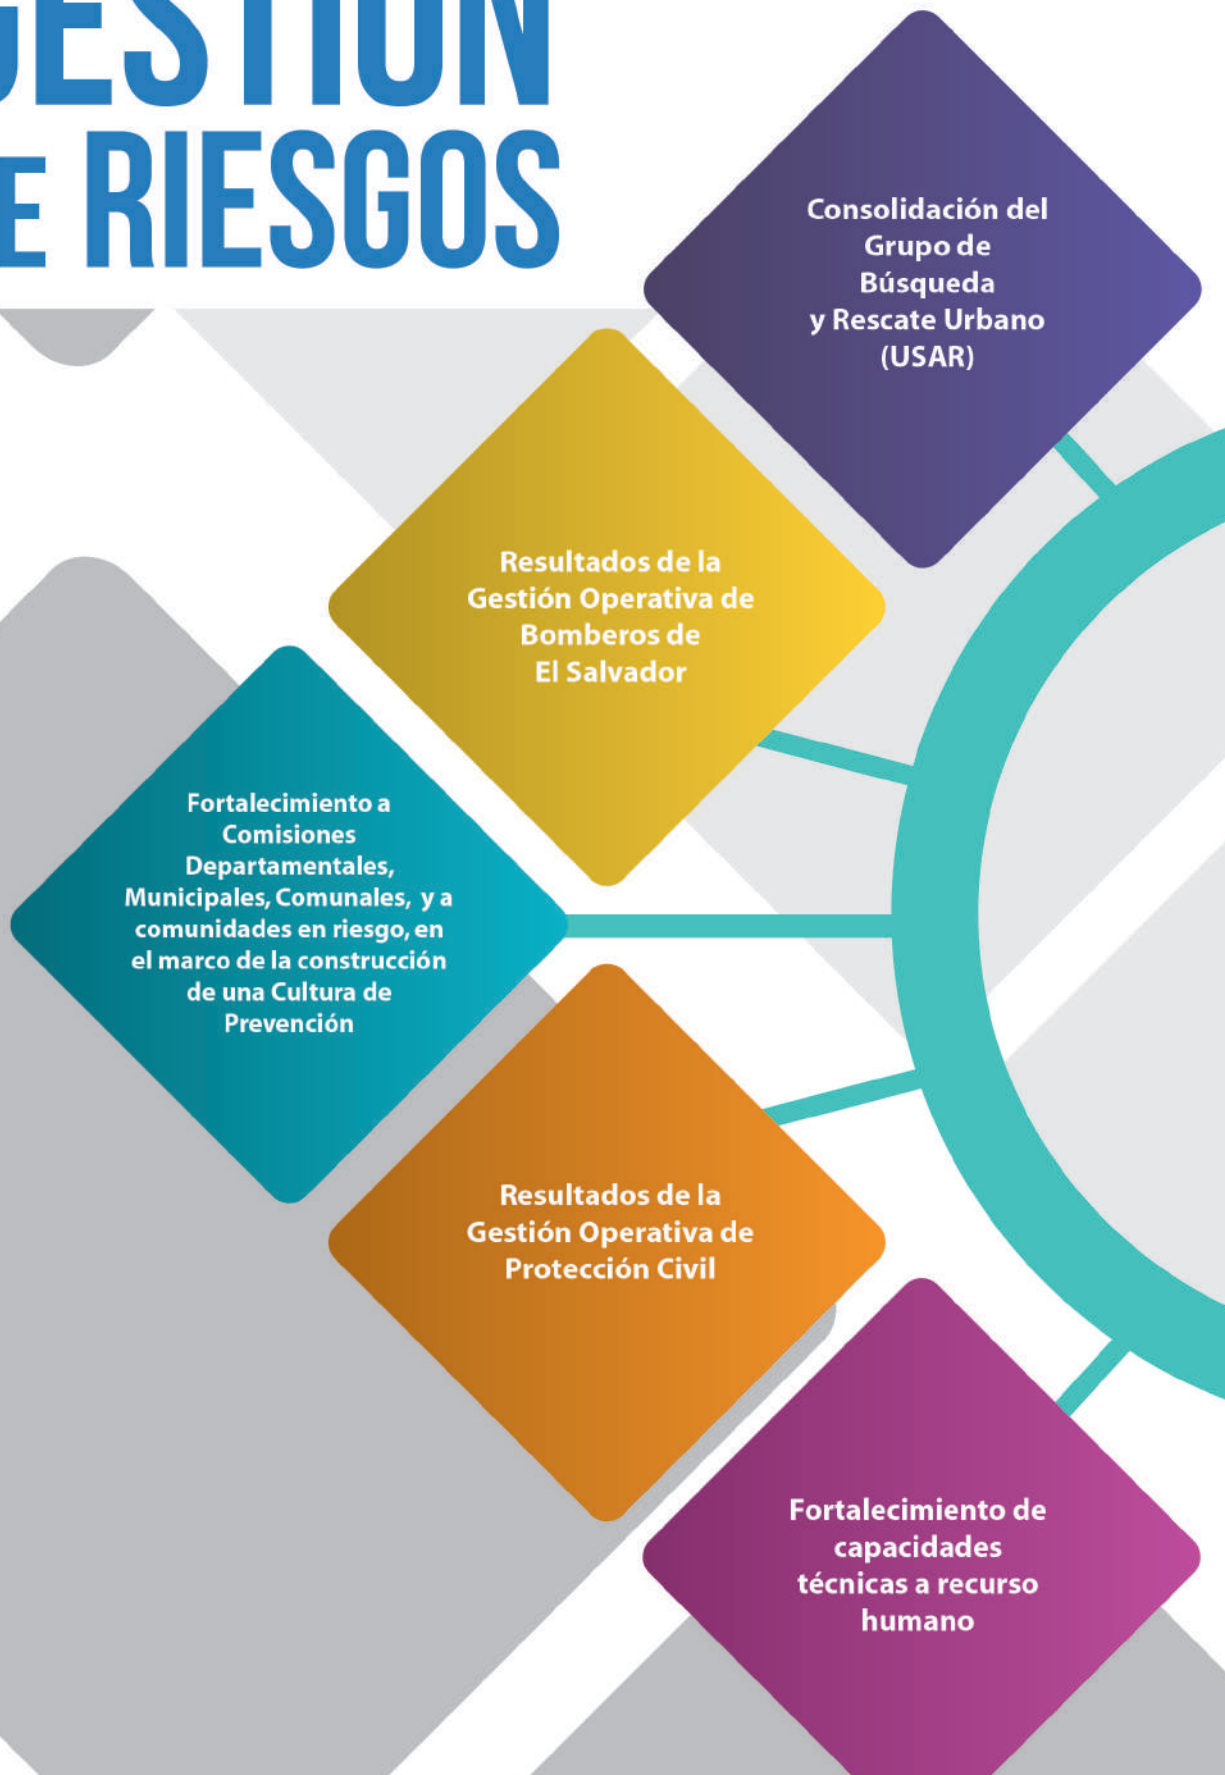 GESTIÓN
E RIESGOS
Consolidación del
Grupo de
Búsqueda
y Rescate Urbano
(USAR)
Resultados de la
Gestión Operativa de
Bomberos de
El Salvador
Fortalecimiento a
Comisiones
Departamentales,
Municipales, Comunales, y a
comunidades en riesgo, en
el marco de la construcción
de una Cultura de
Prevención
Resultados de la
Gestión Operativa de
Protección Civil
Fortalecimiento de
capacidades
técnicas a recurso
humano